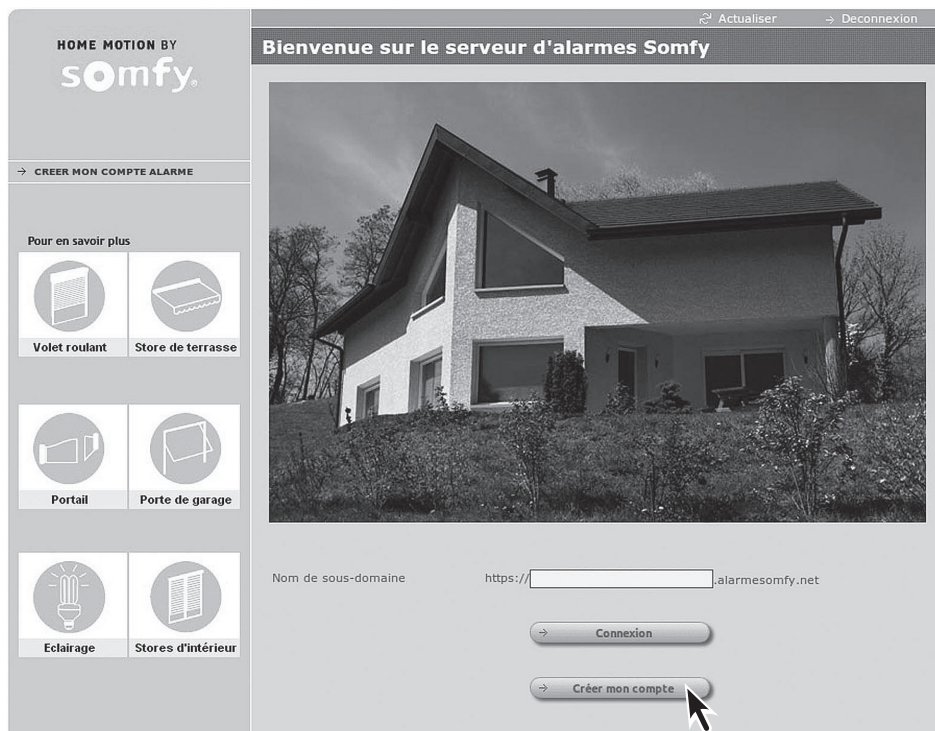 Actualiser
Deconnexion
HOME MOTION BY
somfy®
Bienvenue sur le serveur d'alarmes Somfy
CREER MON COMPTE ALARME
Pour en savoir plus
Volet roulant
Store de terrasse
Portail
Porte de garage
Eclairage
Stores d'intérieur
Nom de sous-domaine https:// .alarmesomfy.net
Connexion
Créer mon compte